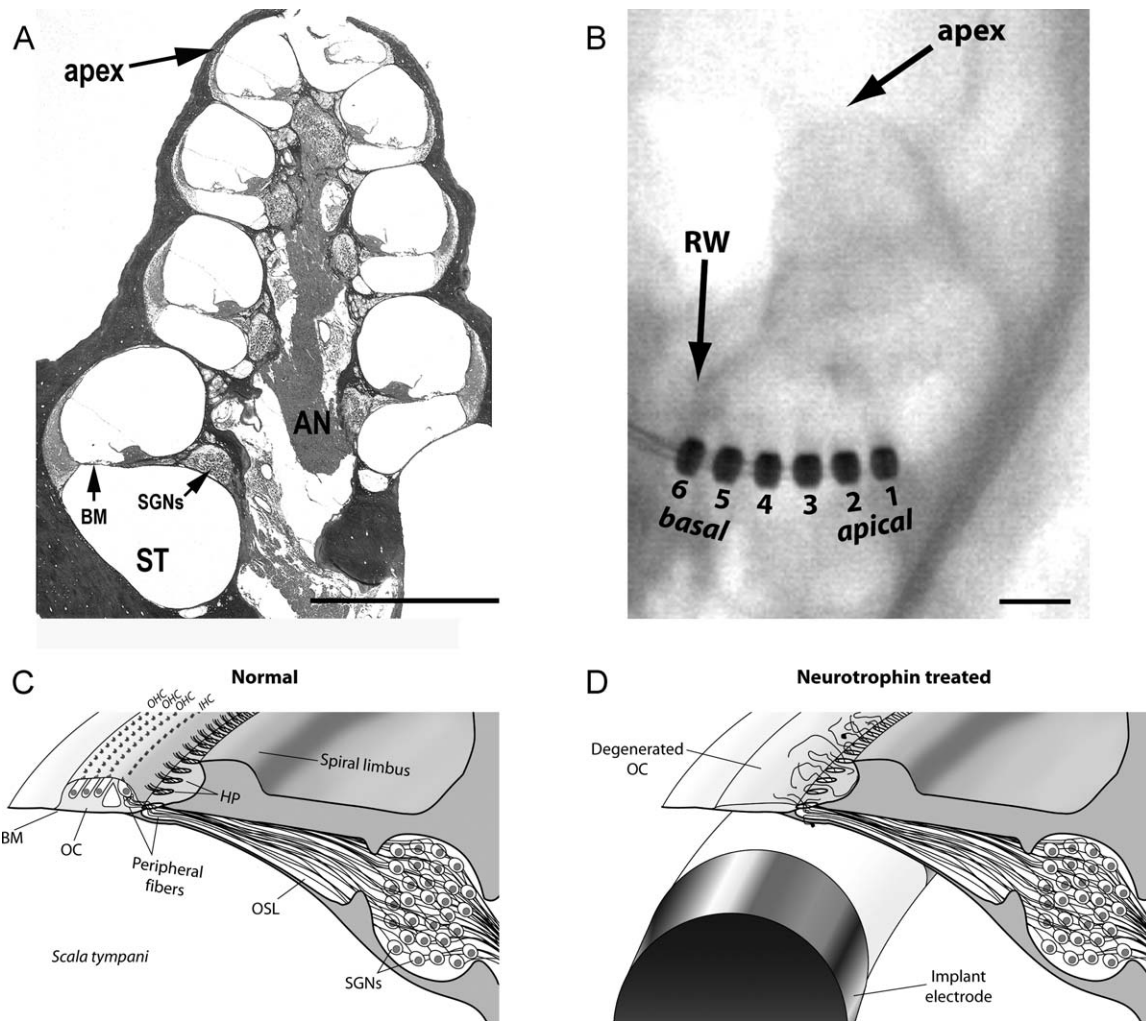 A
apex
AN
SGNs
BM
ST
B
apex
RW
6 5 4 3 2 1
basal apical
C
Normal
OHC
OHC
OHC
IHC
Spiral limbus
HP
BM
OC
Peripheral
fibers
OSL
Scala tympani
SGNs
D
Neurotrophin treated
Degenerated
OC
Implant
electrode